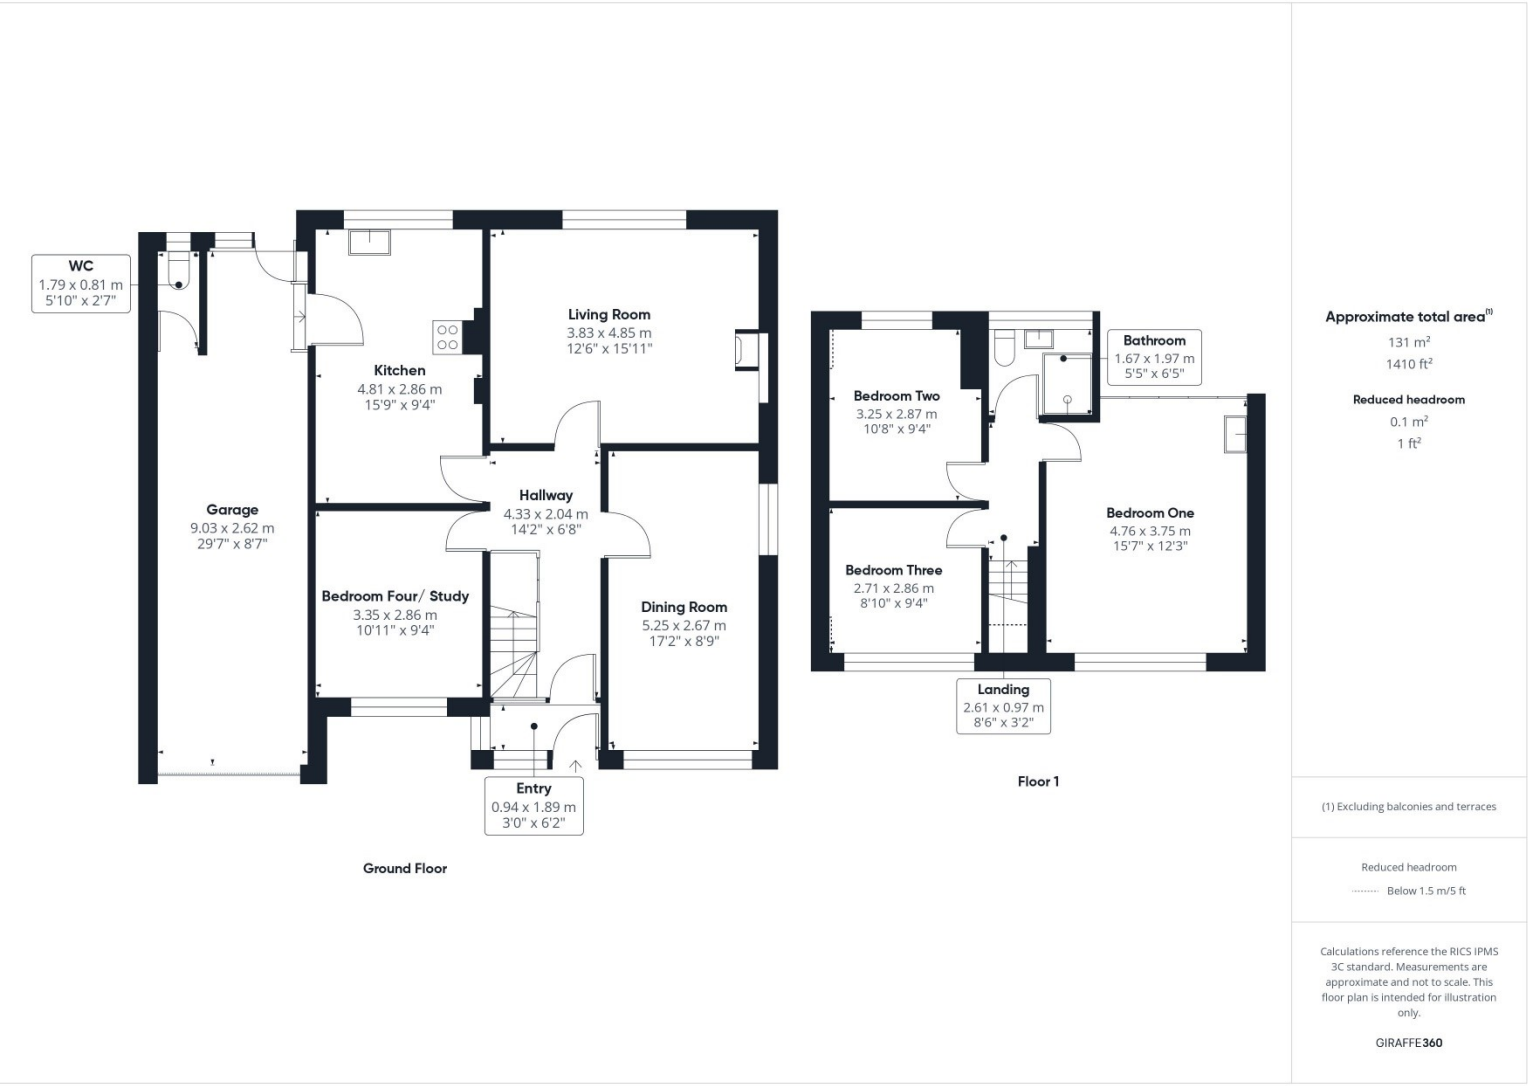 WC
1.79 x 0.81 m
5'10" x 2'7"
Kitchen
4.81 x 2.86 m
15'9" x 9'4"
Living Room
3.83 x 4.85 m
12'6" x 15'11"
Garage
9.03 x 2.62 m
29'7" x 8'7"
Hallway
4.33 x 2.04 m
14'2" x 6'8"
Bedroom Four/ Study
3.35 x 2.86 m
10'11" x 9'4"
Dining Room
5.25 x 2.67 m
17'2" x 8'9"
Entry
0.94 x 1.89 m
3'0" x 6'2"
Ground Floor
Bathroom
1.67 x 1.97 m
5'5" x 6'5"
Bedroom Two
3.25 x 2.87 m
10'8" x 9'4"
Bedroom One
4.76 x 3.75 m
15'7" x 12'3"
Bedroom Three
2.71 x 2.86 m
8'10" x 9'4"
Landing
2.61 x 0.97 m
8'6" x 3'2"
Floor 1
Approximate total area(1)
131 m²
1410 ft²
Reduced headroom
0.1 m²
1 ft²
(1) Excluding balconies and terraces
Reduced headroom
Below 1.5 m/5 ft
Calculations reference the RICS IPMS
3C standard. Measurements are
approximate and not to scale. This
floor plan is intended for illustration
only.
GIRAFFE360